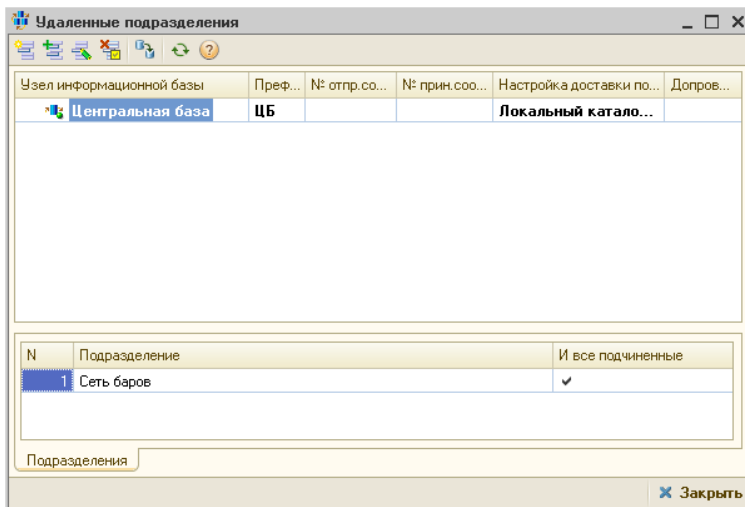 Удаленные подразделения
Узел информационной базы Преф... № отпр.со... № прин.соо... Настройка доставки по... Допров...
Центральная база ЦБ Локальный катало...
N Подразделение И все подчиненные
1 Сеть баров
Подразделения
Закрыть